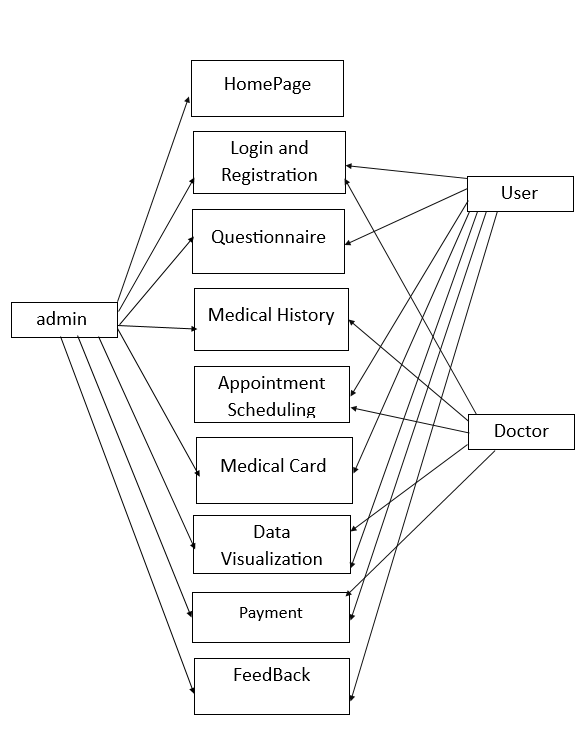 HomePage
Login and
Registration
Questionnaire
Medical History
Appointment
Scheduling
Medical Card
Data
Visualization
Payment
FeedBack
admin
User
Doctor